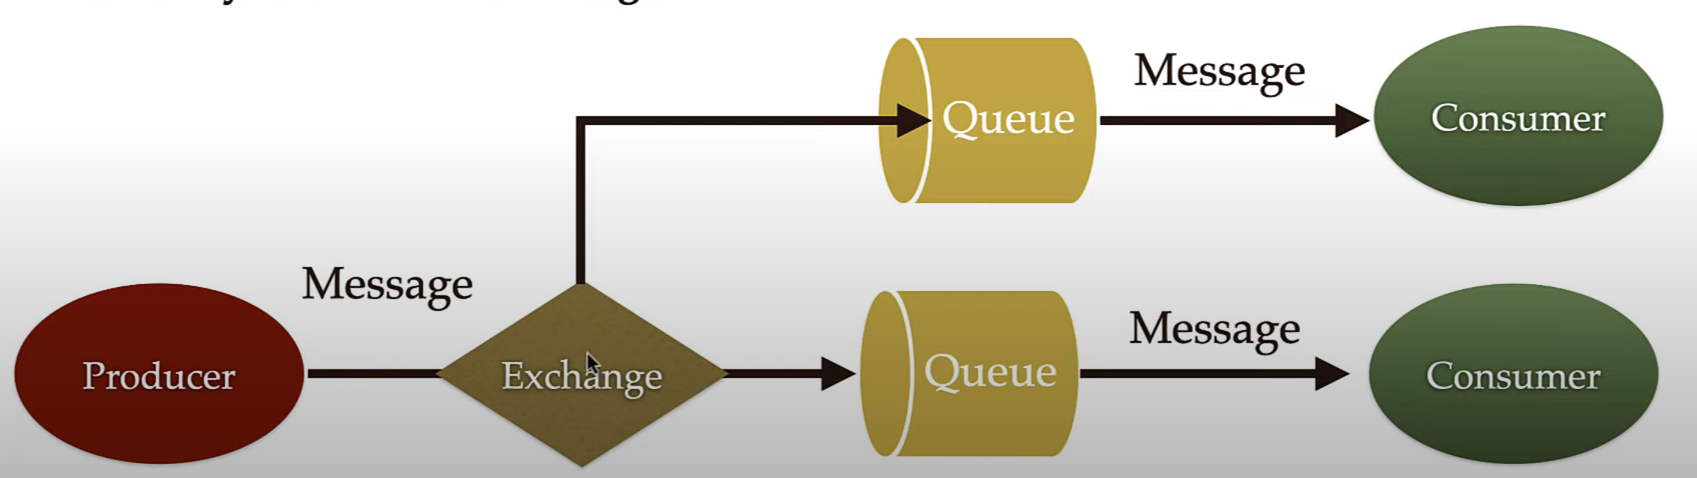 Message
Queue
Consumer
Message
Producer
Exchange
Message
Queue
Consumer